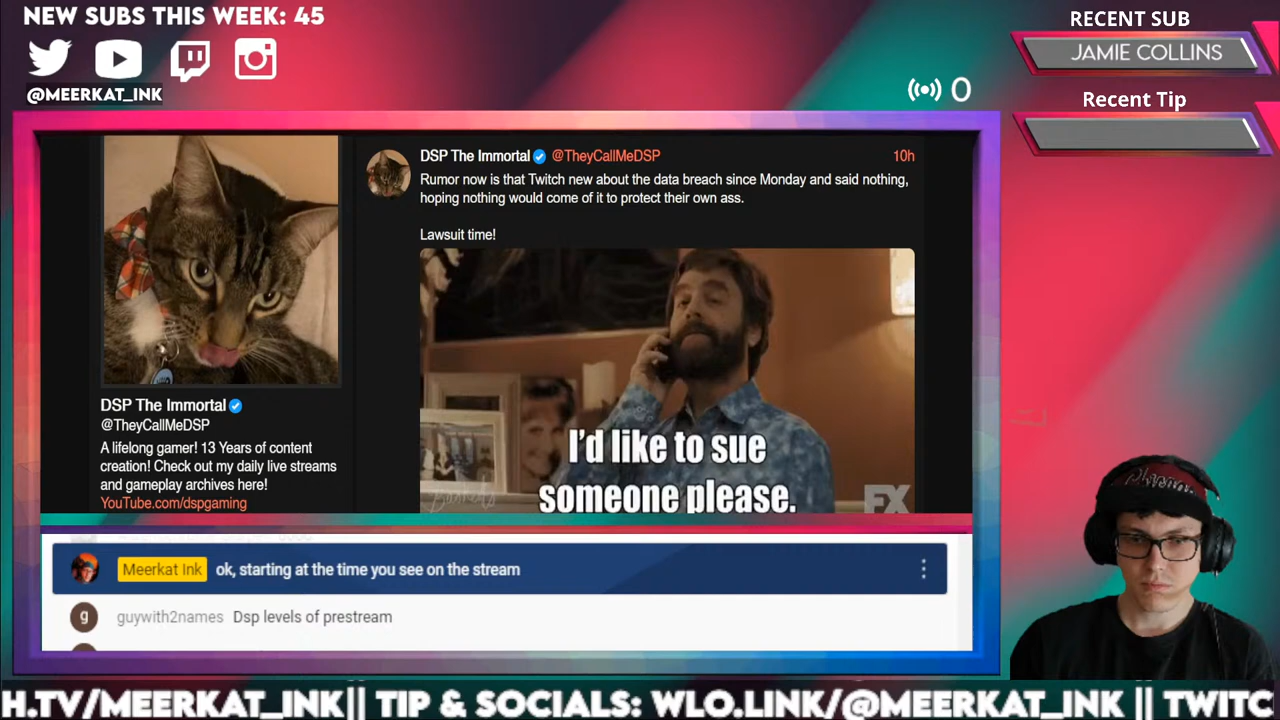 NEW SUBS THIS WEEK: 45
@MEERKAT_INK
0
RECENT SUB
JAMIE COLLINS
Recent Tip
DSP The Immortal
@TheyCallMeDSP
A lifelong gamer! 13 Years of content
creation! Check out my daily live streams
and gameplay archives here!
YouTube.com/dspgaming
DSP The Immortal @TheyCallMeDSP 10h
Rumor now is that Twitch new about the data breach since Monday and said nothing,
hoping nothing would come of it to protect their own ass.
Lawsuit time!
I'd like to sue
someone please.
Baskets
FX
Meerkat Ink ok, starting at the time you see on the stream
g guywith2names Dsp levels of prestream
H.TV/MEERKAT_INK|| TIP & SOCIALS: WLO.LINK/@MEERKAT_INK || TWITC